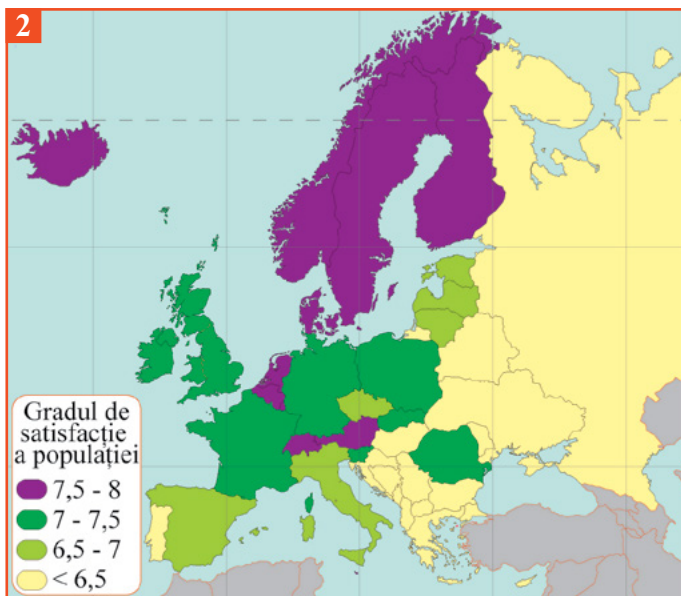 2
Gradul de
satisfacție
a populației
7,5 - 8
7 - 7,5
6,5 - 7
< 6,5